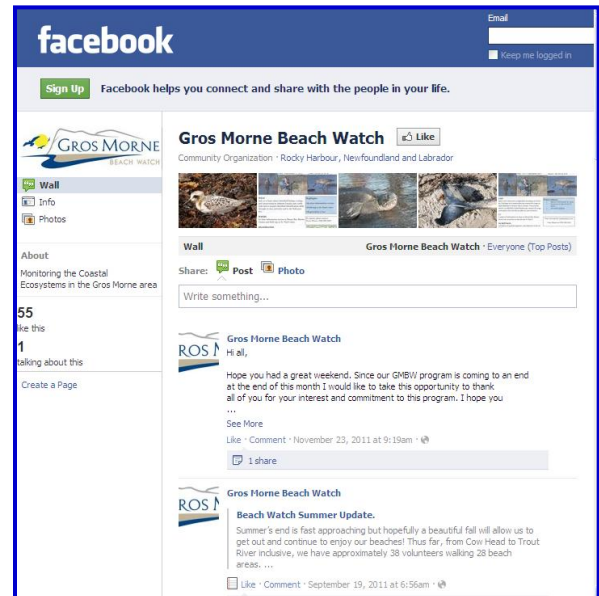 Email
facebook
Keep me logged in
Sign Up Facebook helps you connect and share with the people in your life.
GROS MORNE
BEACH WATCH
Wall
Info
Photos
About
Monitoring the Coastal
Ecosystems in the Gros Morne area
55
like this
1
talking about this
Create a Page
Gros Morne Beach Watch Like
Community Organization · Rocky Harbour, Newfoundland and Labrador
Wall Gros Morne Beach Watch · Everyone (Top Posts)
Share: Post Photo
Write something...
ROS M
Gros Morne Beach Watch
Hi all,
Hope you had a great weekend. Since our GMBW program is coming to an end
at the end of this month I would like to take this opportunity to thank
all of you for your interest and commitment to this program. I hope you
...
See More
Like · Comment · November 23, 2011 at 9:19am ·
1 share
ROS M
Gros Morne Beach Watch
Beach Watch Summer Update.
Summer's end is fast approaching but hopefully a beautiful fall will allow us to
get out and continue to enjoy our beaches! Thus far, from Cow Head to Trout
River inclusive, we have approximately 38 volunteers walking 28 beach
areas. ...
Like · Comment · September 19, 2011 at 6:56am ·